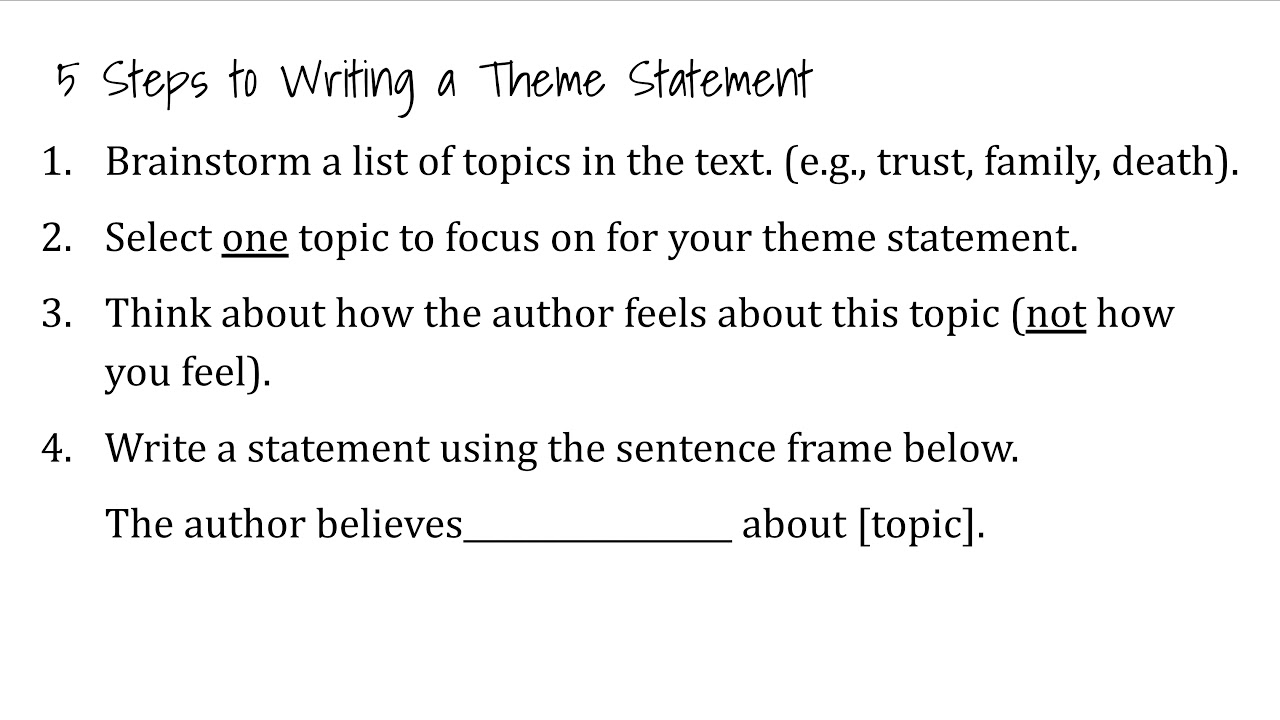 5 Steps to Writing a Theme Statement
1. Brainstorm a list of topics in the text. (e.g., trust, family, death).
2. Select one topic to focus on for your theme statement.
3. Think about how the author feels about this topic (not how
you feel).
4. Write a statement using the sentence frame below.
The author believes_____________ about [topic].